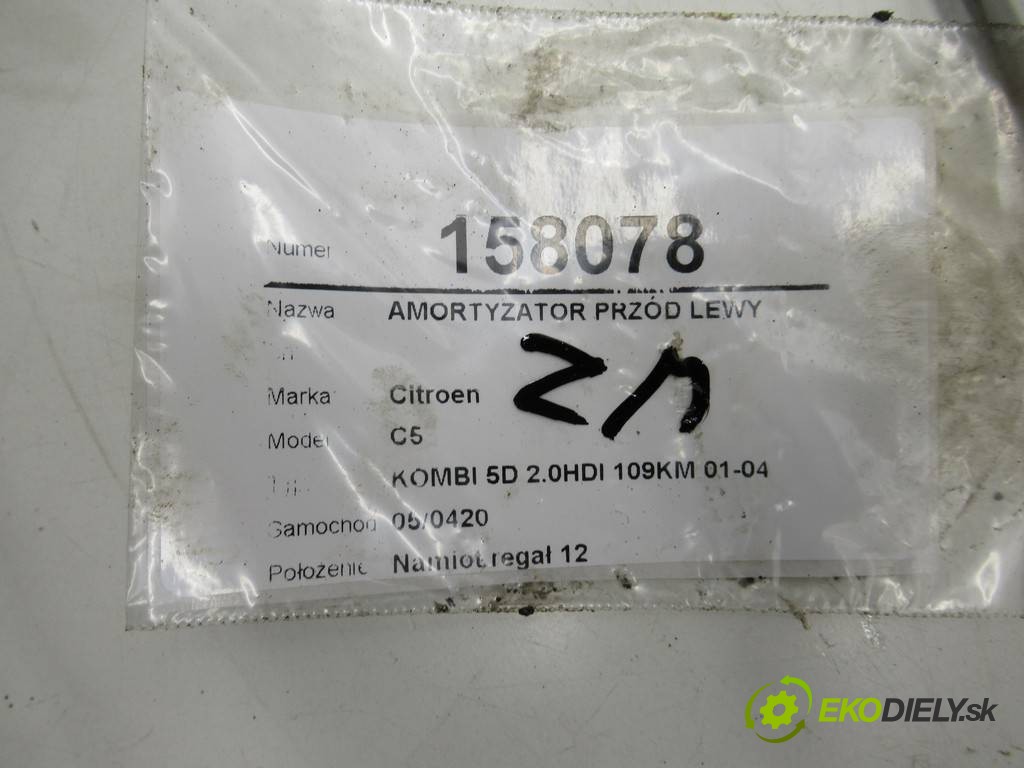 Numer 158078
Nazwa AMORTYZATOR PRZÓD LEWY
Marka Citroen
Model C5
KOMBI 5D 2.0HDI 109KM 01-04
Samochod 05/0420
Położenie Namiot regał 12
EKODIELY.sk